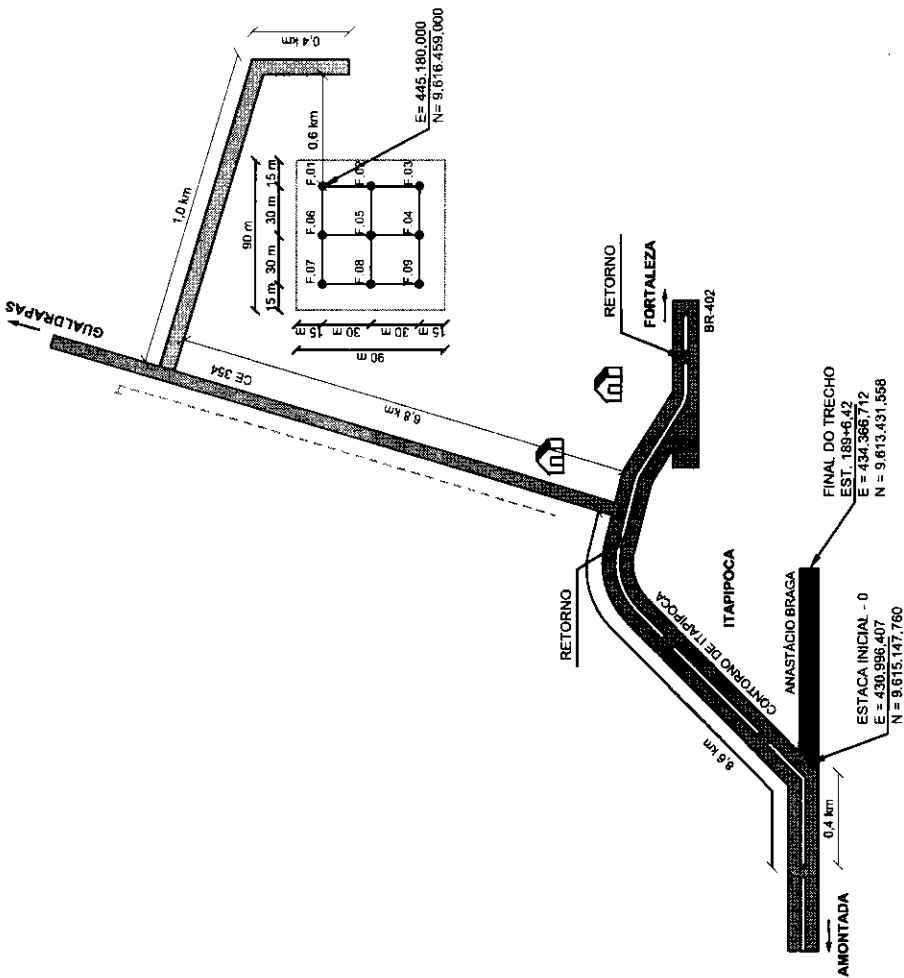 GUALDRAPAS
CE 354
1,0 km
0,4 km
0,6 km
6,8 km
E= 445.180,000
N= 9.616.459,000
90 m
15 m
30 m
30 m
15 m
F.07
F.06
F.01
F.08
F.05
F.02
F.09
F.04
F.03
15 m
30 m
30 m
15 m
90 m
RETORNO
FORTALEZA
BR-402
RETORNO
ITAPIPOCA
CONTORNO DE ITAPIPOCA
8,6 km
ANASTÁCIO BRAGA
FINAL DO TRECHO
EST. 189+6,42
E = 434.366,712
N = 9.613.431,558
ESTACA INICIAL - 0
E = 430.996,407
N = 9.615.147,760
0,4 km
AMONTADA